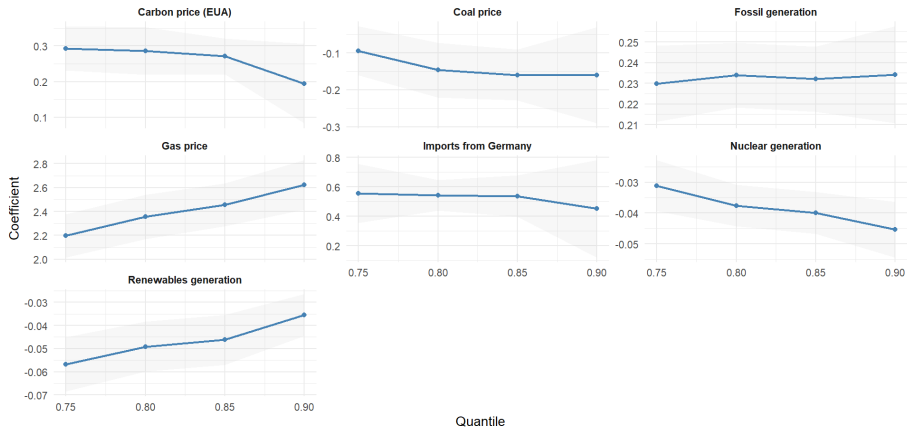 Carbon price (EUA)
0.3
0.2
0.1
Coal price
-0.1
-0.2
-0.3
Fossil generation
0.25
0.24
0.23
0.22
0.21
Gas price
2.8
2.6
2.4
2.2
2.0
Imports from Germany
0.8
0.6
0.4
0.2
0.75 0.80 0.85 0.90
Nuclear generation
-0.03
-0.04
-0.05
0.75 0.80 0.85 0.90
Renewables generation
-0.03
-0.04
-0.05
-0.06
-0.07
0.75 0.80 0.85 0.90
Coefficient
Quantile